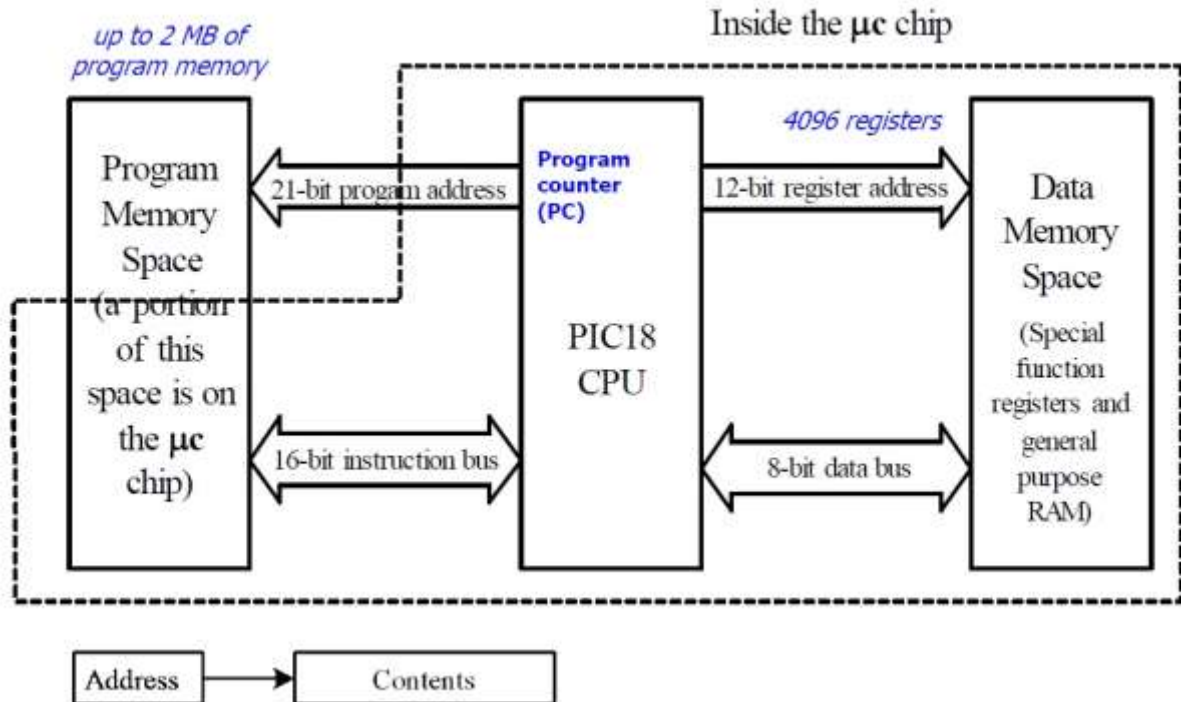 Inside the μc chip
up to 2 MB of
program memory
Program
Memory
Space
(a portion
of this
space is on
the μc
chip)
21-bit progam address
16-bit instruction bus
Program
counter
(PC)
PIC18
CPU
4096 registers
12-bit register address
8-bit data bus
Data
Memory
Space
(Special
function
registers and
general
purpose
RAM)
Address
Contents